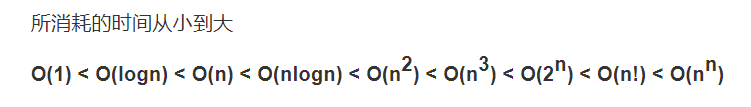 所消耗的时间从小到大
O(1) < O(logn) < O(n) < O(nlogn) < O(n²) < O(n³) < O(2ⁿ) < O(n!) < O(nⁿ)